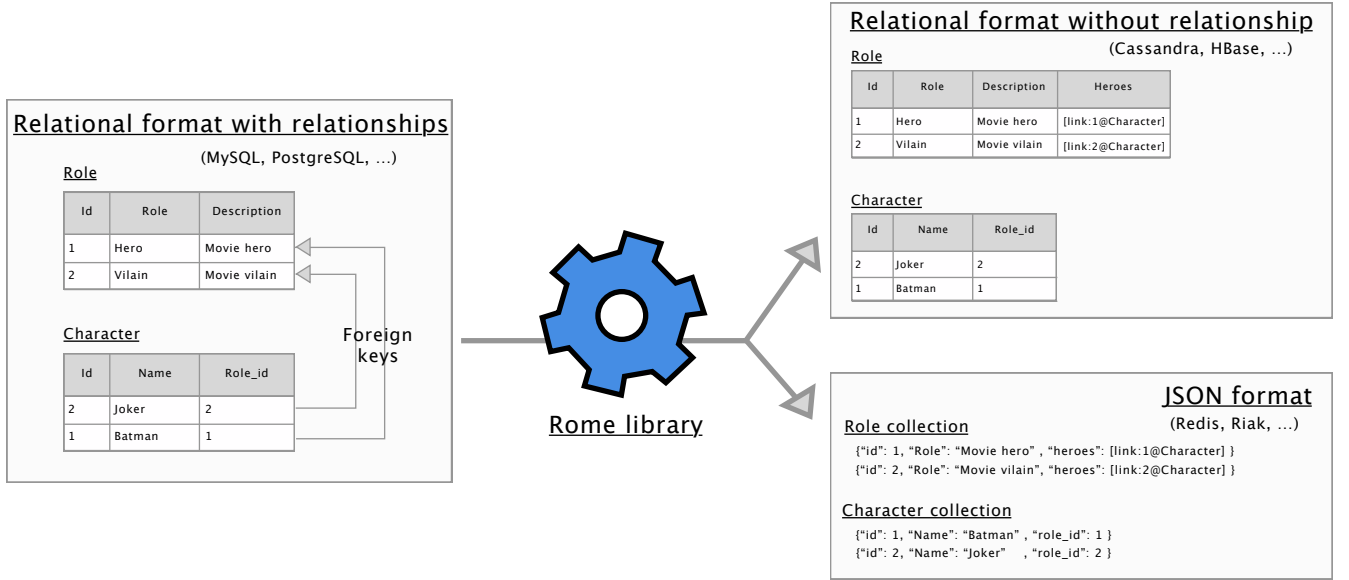 Relational format with relationships
(MySQL, PostgreSQL, ...)
Role
Id Role Description
1 Hero Movie hero
2 Vilain Movie vilain
Character
Id Name Role_id
2 Joker 2
1 Batman 1
Foreign
keys
Rome library
Relational format without relationship
(Cassandra, HBase, ...)
Role
Id Role Description Heroes
1 Hero Movie hero [link:1@Character]
2 Vilain Movie vilain [link:2@Character]
Character
Id Name Role_id
2 Joker 2
1 Batman 1
JSON format
(Redis, Riak, ...)
Role collection
{“id”: 1, “Role”: “Movie hero” , “heroes”: [link:1@Character] }
{“id”: 2, “Role”: “Movie vilain”, “heroes”: [link:2@Character] }
Character collection
{“id”: 1, “Name”: “Batman” , “role_id”: 1 }
{“id”: 2, “Name”: “Joker” , “role_id”: 2 }